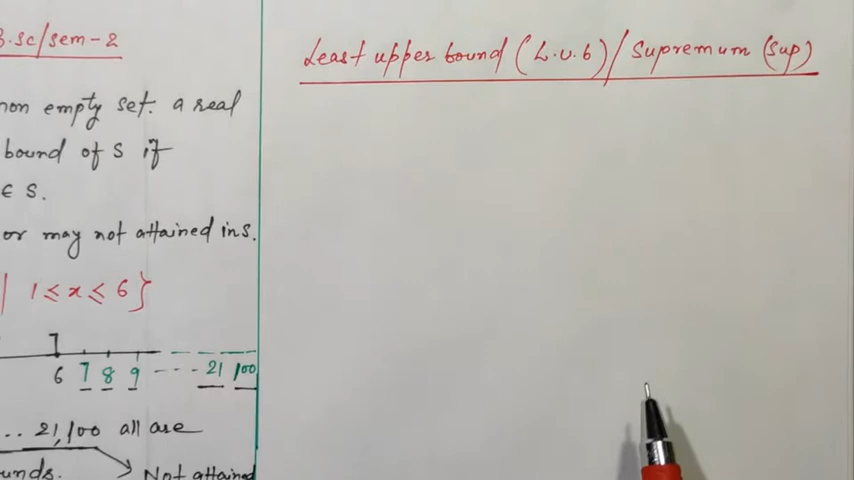 B.sc/sem-2
non empty set. a real
bound of S if
∈ S.
or may not attained in S.
| 1 ≤ x ≤ 6 }
]
6 7 8 9 --- 21 100
.. 21,100 all are
unds. Not attained
Least upper bound (L.U.b) / Supremum (Sup)